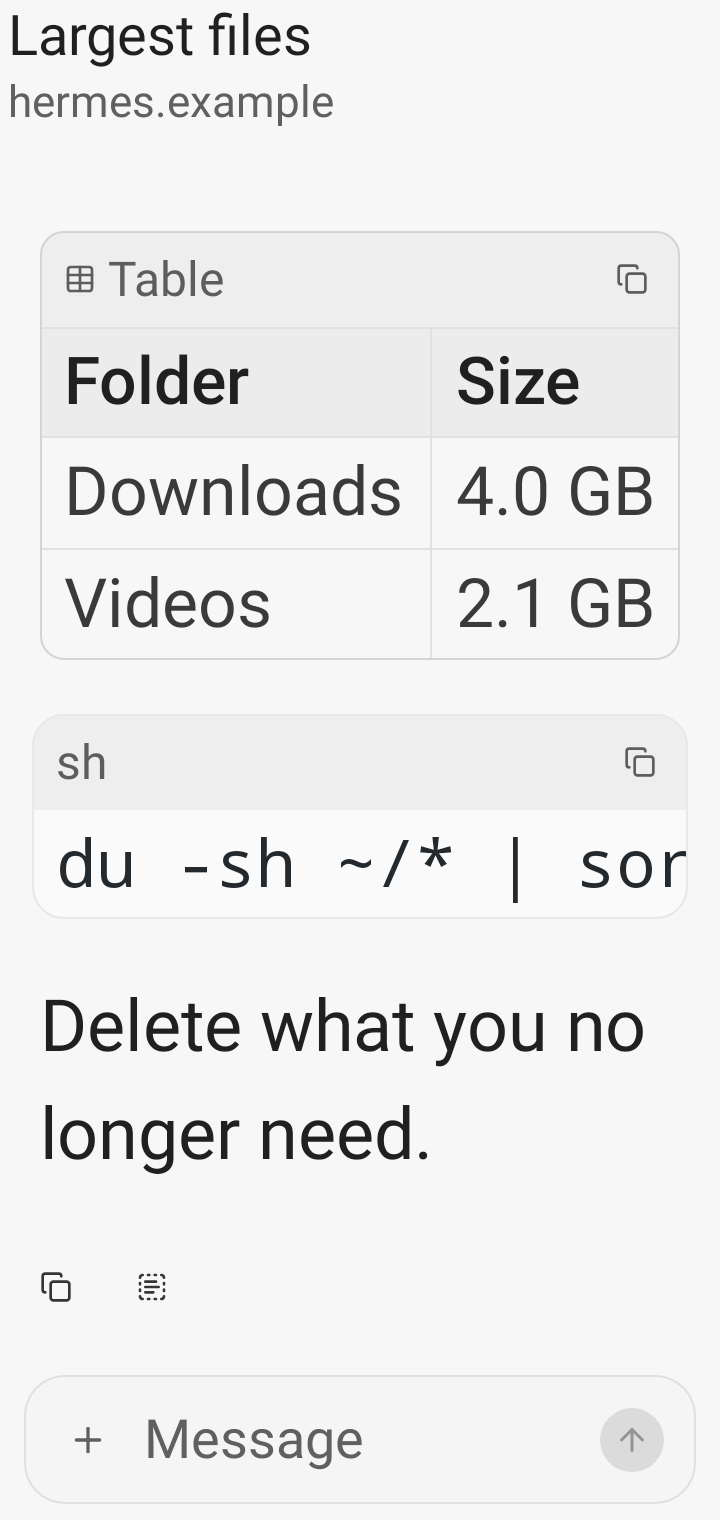 Largest files
hermes.example
Table
Folder Size
Downloads 4.0 GB
Videos 2.1 GB
sh
du -sh ~/* | sor
Delete what you no
longer need.
Message